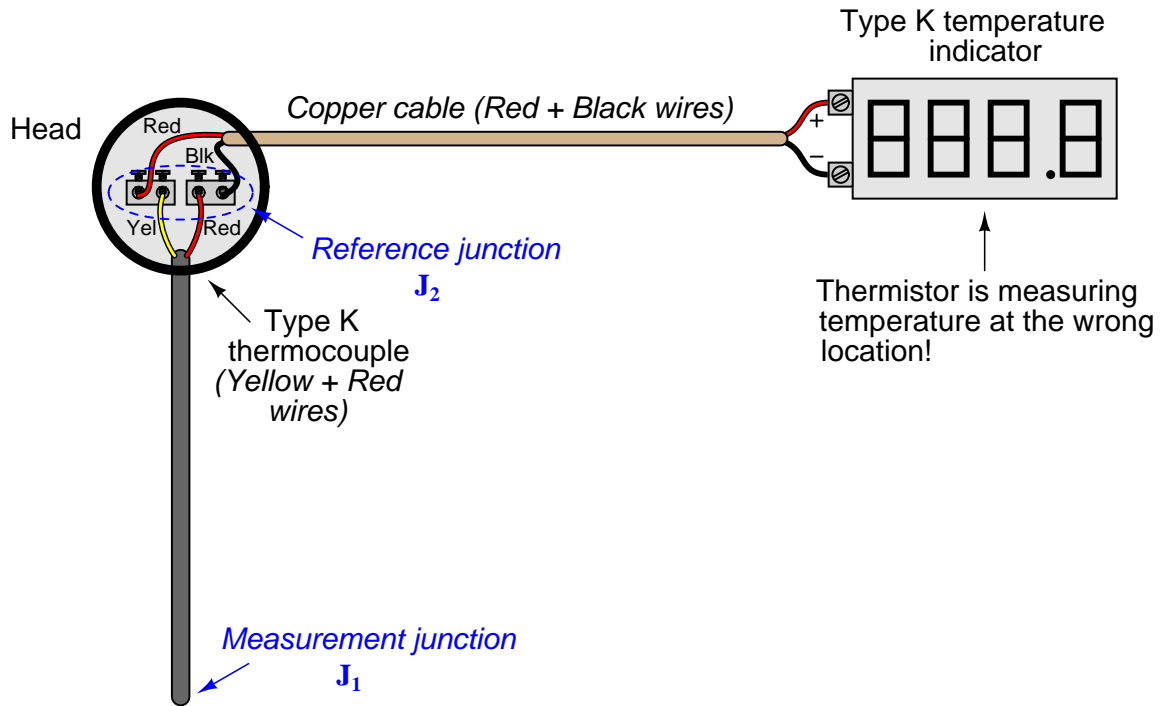 Type K temperature
indicator
Copper cable (Red + Black wires)
Head
Red
Blk
+
−
Yel
Red
Reference junction
J2
Type K
thermocouple
(Yellow + Red
wires)
Thermistor is measuring
temperature at the wrong
location!
Measurement junction
J1
888.8